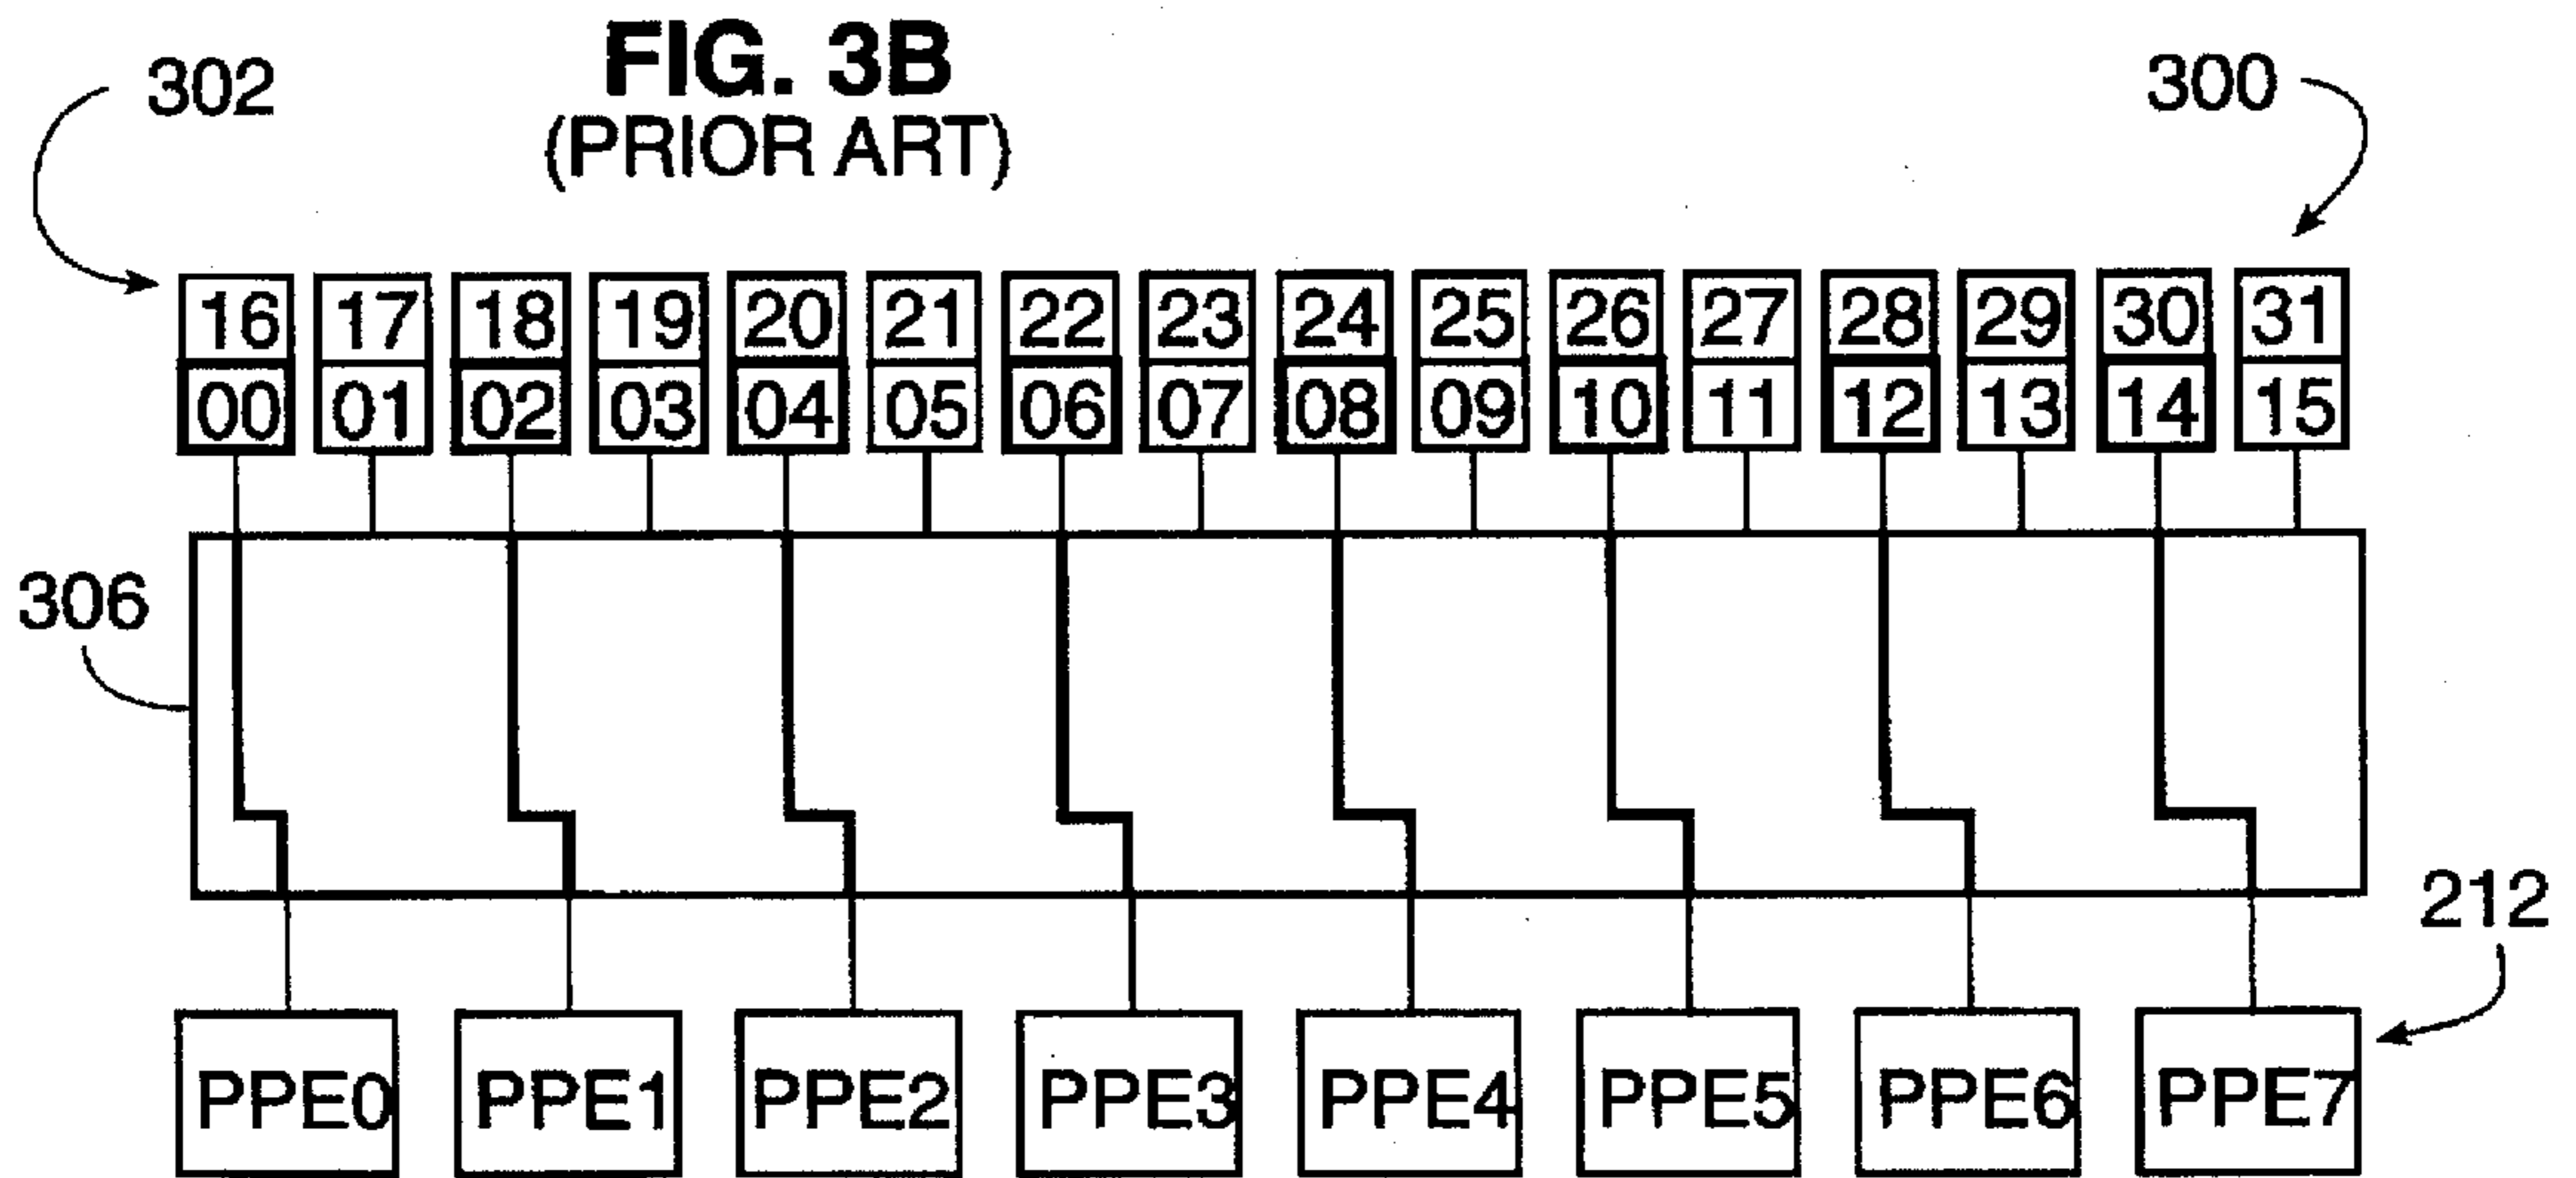 FIG. 3B
(PRIOR ART)
302
300
16 17 18 19 20 21 22 23 24 25 26 27 28 29 30 31
00 01 02 03 04 05 06 07 08 09 10 11 12 13 14 15
306
212
PPE0 PPE1 PPE2 PPE3 PPE4 PPE5 PPE6 PPE7